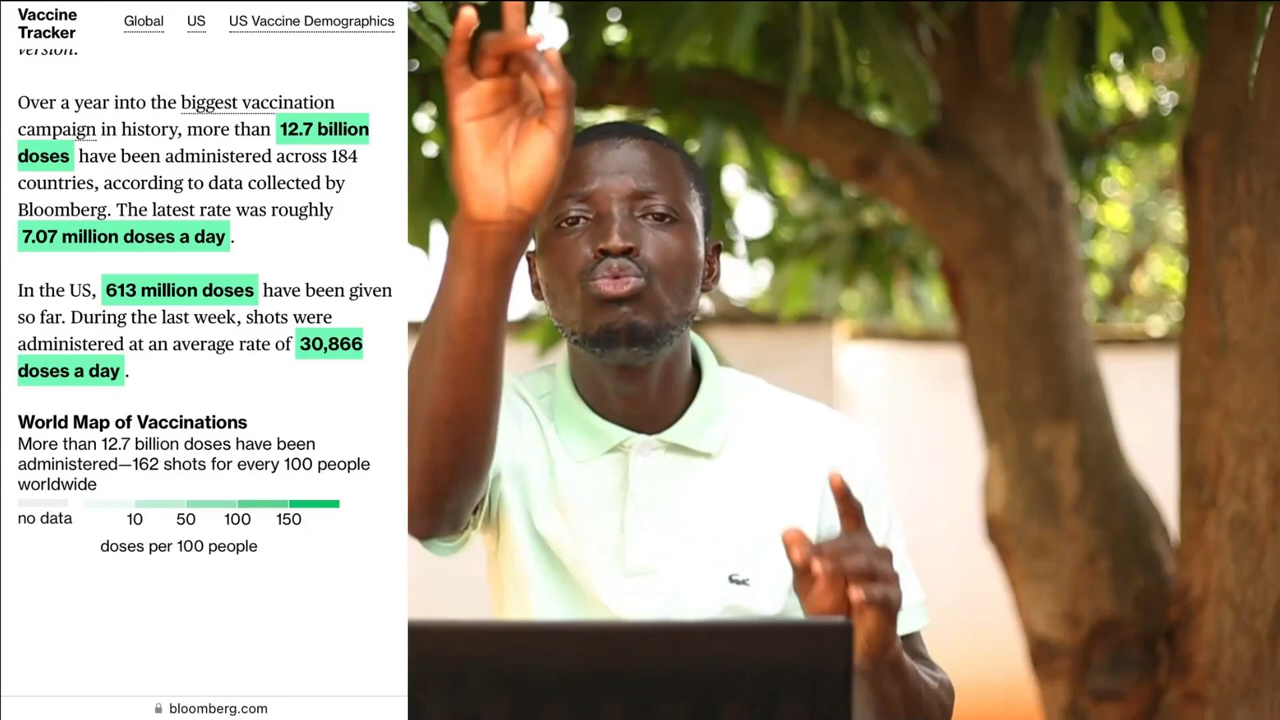 Vaccine
Tracker
Global
US
US Vaccine Demographics
version.
Over a year into the biggest vaccination
campaign in history, more than 12.7 billion
doses have been administered across 184
countries, according to data collected by
Bloomberg. The latest rate was roughly
7.07 million doses a day .
In the US, 613 million doses have been given
so far. During the last week, shots were
administered at an average rate of 30,866
doses a day .
World Map of Vaccinations
More than 12.7 billion doses have been
administered—162 shots for every 100 people
worldwide
no data 10 50 100 150
doses per 100 people
bloomberg.com